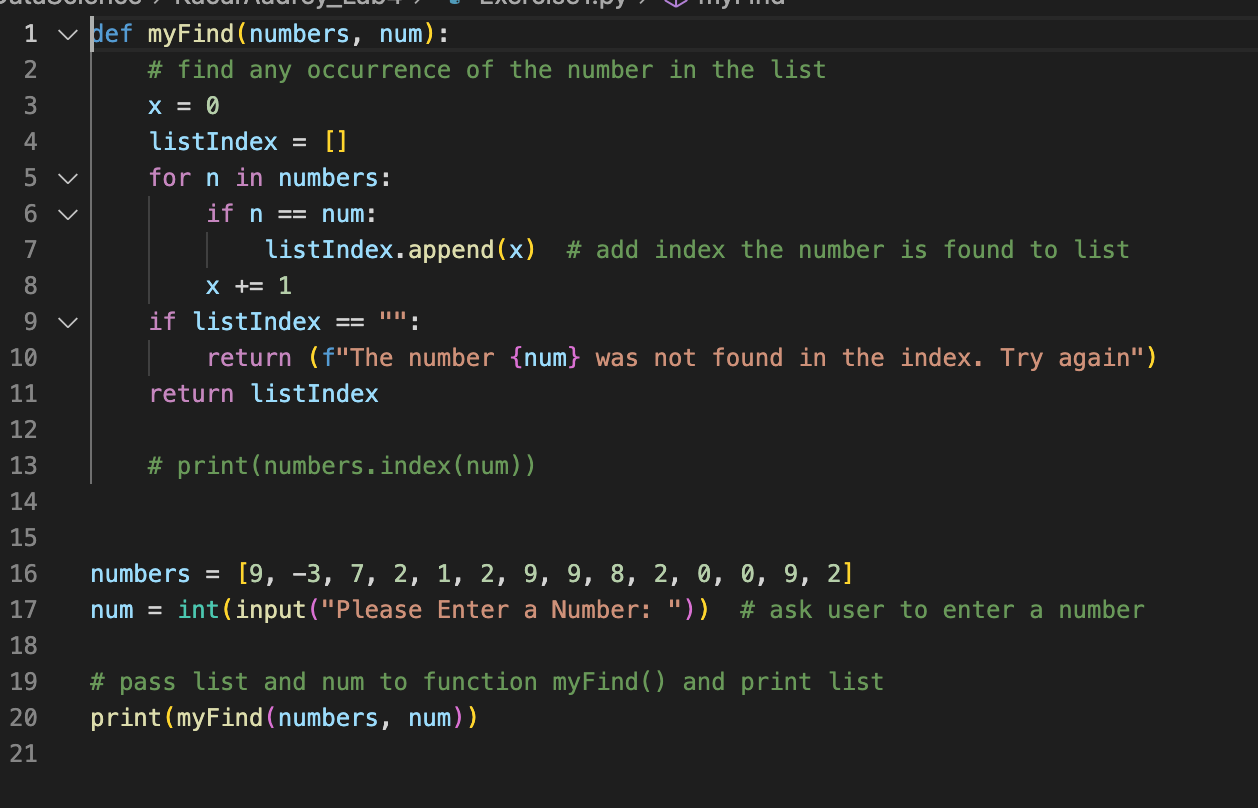 1 def myFind(numbers, num):
2     # find any occurrence of the number in the list
3     x = 0
4     listIndex = []
5     for n in numbers:
6         if n == num:
7             listIndex.append(x)  # add index the number is found to list
8         x += 1
9     if listIndex == "":
10         return (f"The number {num} was not found in the index. Try again")
11     return listIndex
12
13     # print(numbers.index(num))
14
15
16 numbers = [9, -3, 7, 2, 1, 2, 9, 9, 8, 2, 0, 0, 9, 2]
17 num = int(input("Please Enter a Number: "))  # ask user to enter a number
18
19 # pass list and num to function myFind() and print list
20 print(myFind(numbers, num))
21